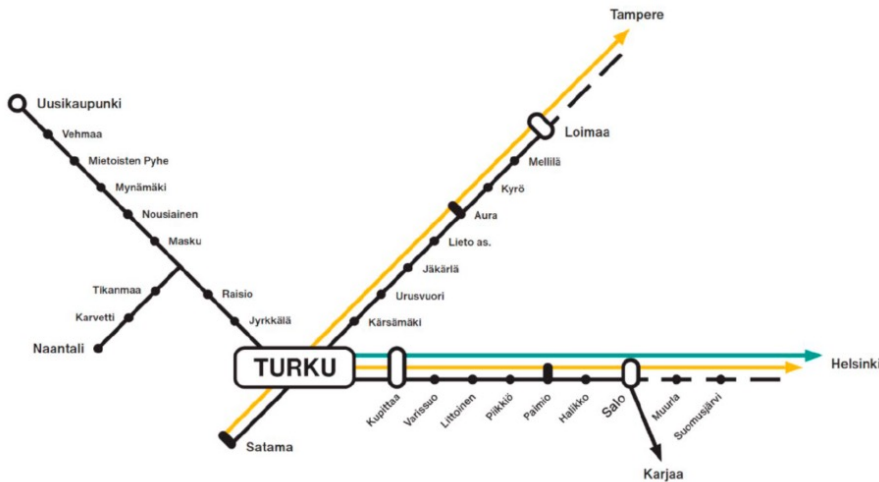 Tampere
Uusikaupunki
Vehmaa
Mietoisten Pyhe
Mynämäki
Nousiainen
Masku
Tikanmaa
Karvetti
Naantali
Raisio
Jyrkkälä
Loimaa
Mellilä
Kyrö
Aura
Lieto as.
Jäkärlä
Urusvuori
Kärsämäki
TURKU
Helsinki
Kupittaa
Varissuo
Littoinen
Piikkiö
Paimio
Halikko
Salo
Muurla
Suomusjärvi
Satama
Karjaa